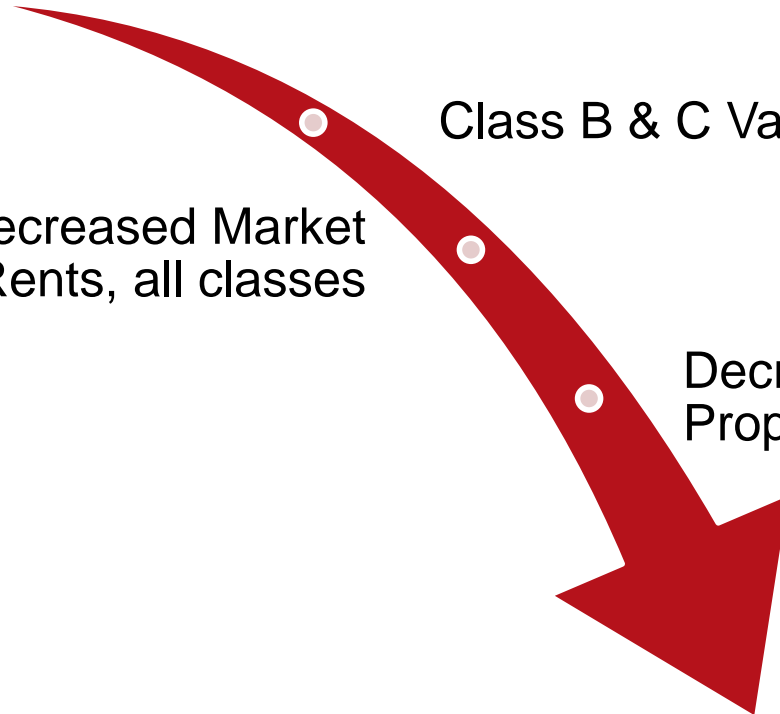 Class B & C Va
ecreased Market
Rents, all classes
Decr
Prop